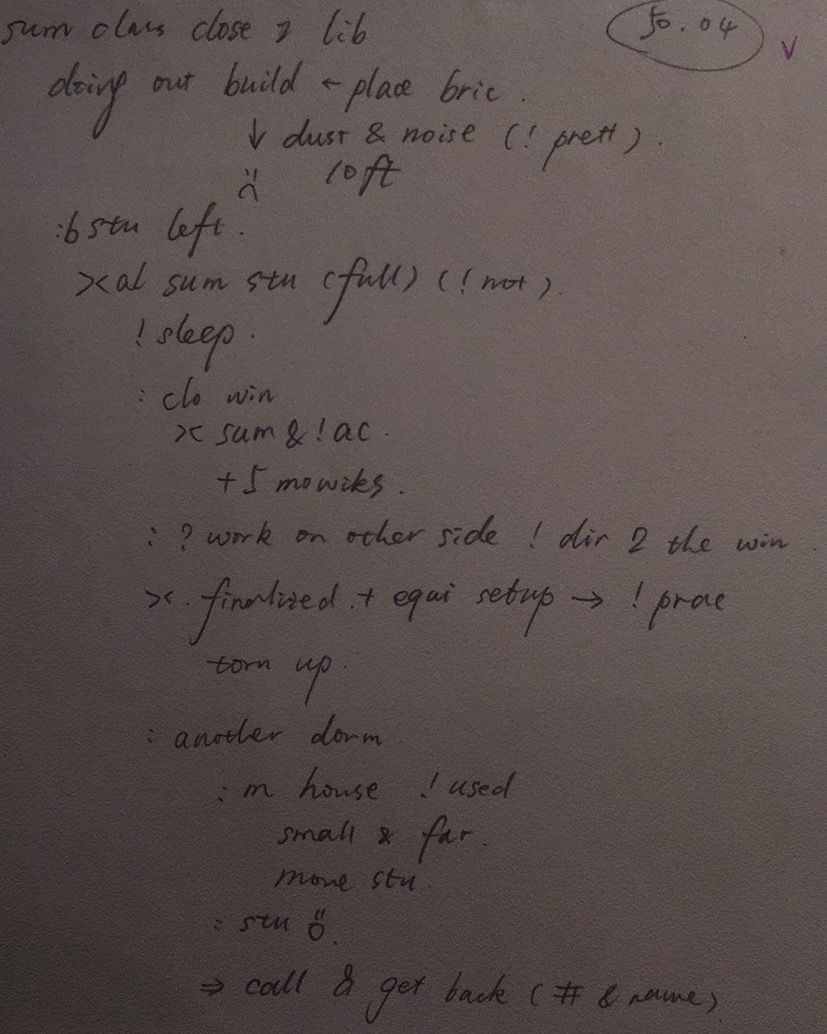 sum class close 2 lib
50.04
v
doing out build ← place bric.
↓ dust & noise (! prett).
10ft
:b stu left.
>< al sum stu (full) (! not).
! sleep.
: clo win
>< sum & ! ac.
+ 5 mo wiks.
: ? work on other side ! dir 2 the win.
><. finalized. + equi setup → ! prac
torn up.
: another dorm
: m house ! used
small & far.
move stu.
: stu
⇒ call & get back (# & name)